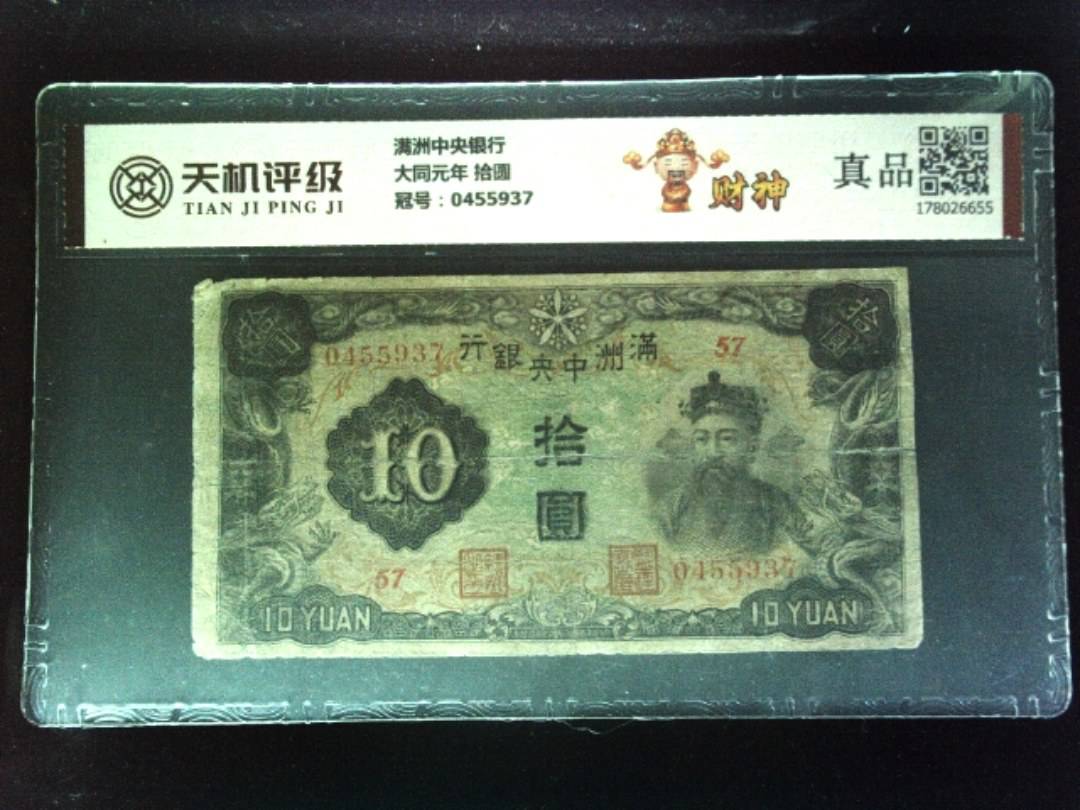 天机评级
TIAN JI PING JI
满洲中央银行
大同元年 拾圆
冠号：0455937
财神
真品
178026655
拾圓
拾圓
0455937
行銀央中洲滿
57
10
拾
圓
57
0455937
10 YUAN
10 YUAN